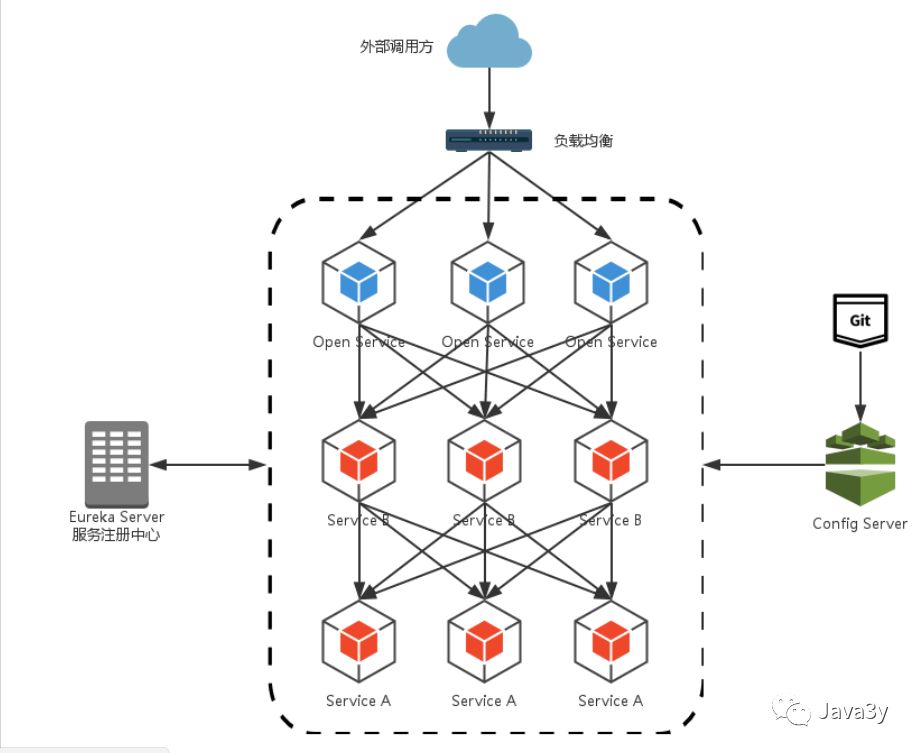 外部调用方
负载均衡
Open Service
Open Service
Open Service
Git
Service B
Service B
Service B
Eureka Server
服务注册中心
Config Server
Service A
Service A
Service A
Java3y